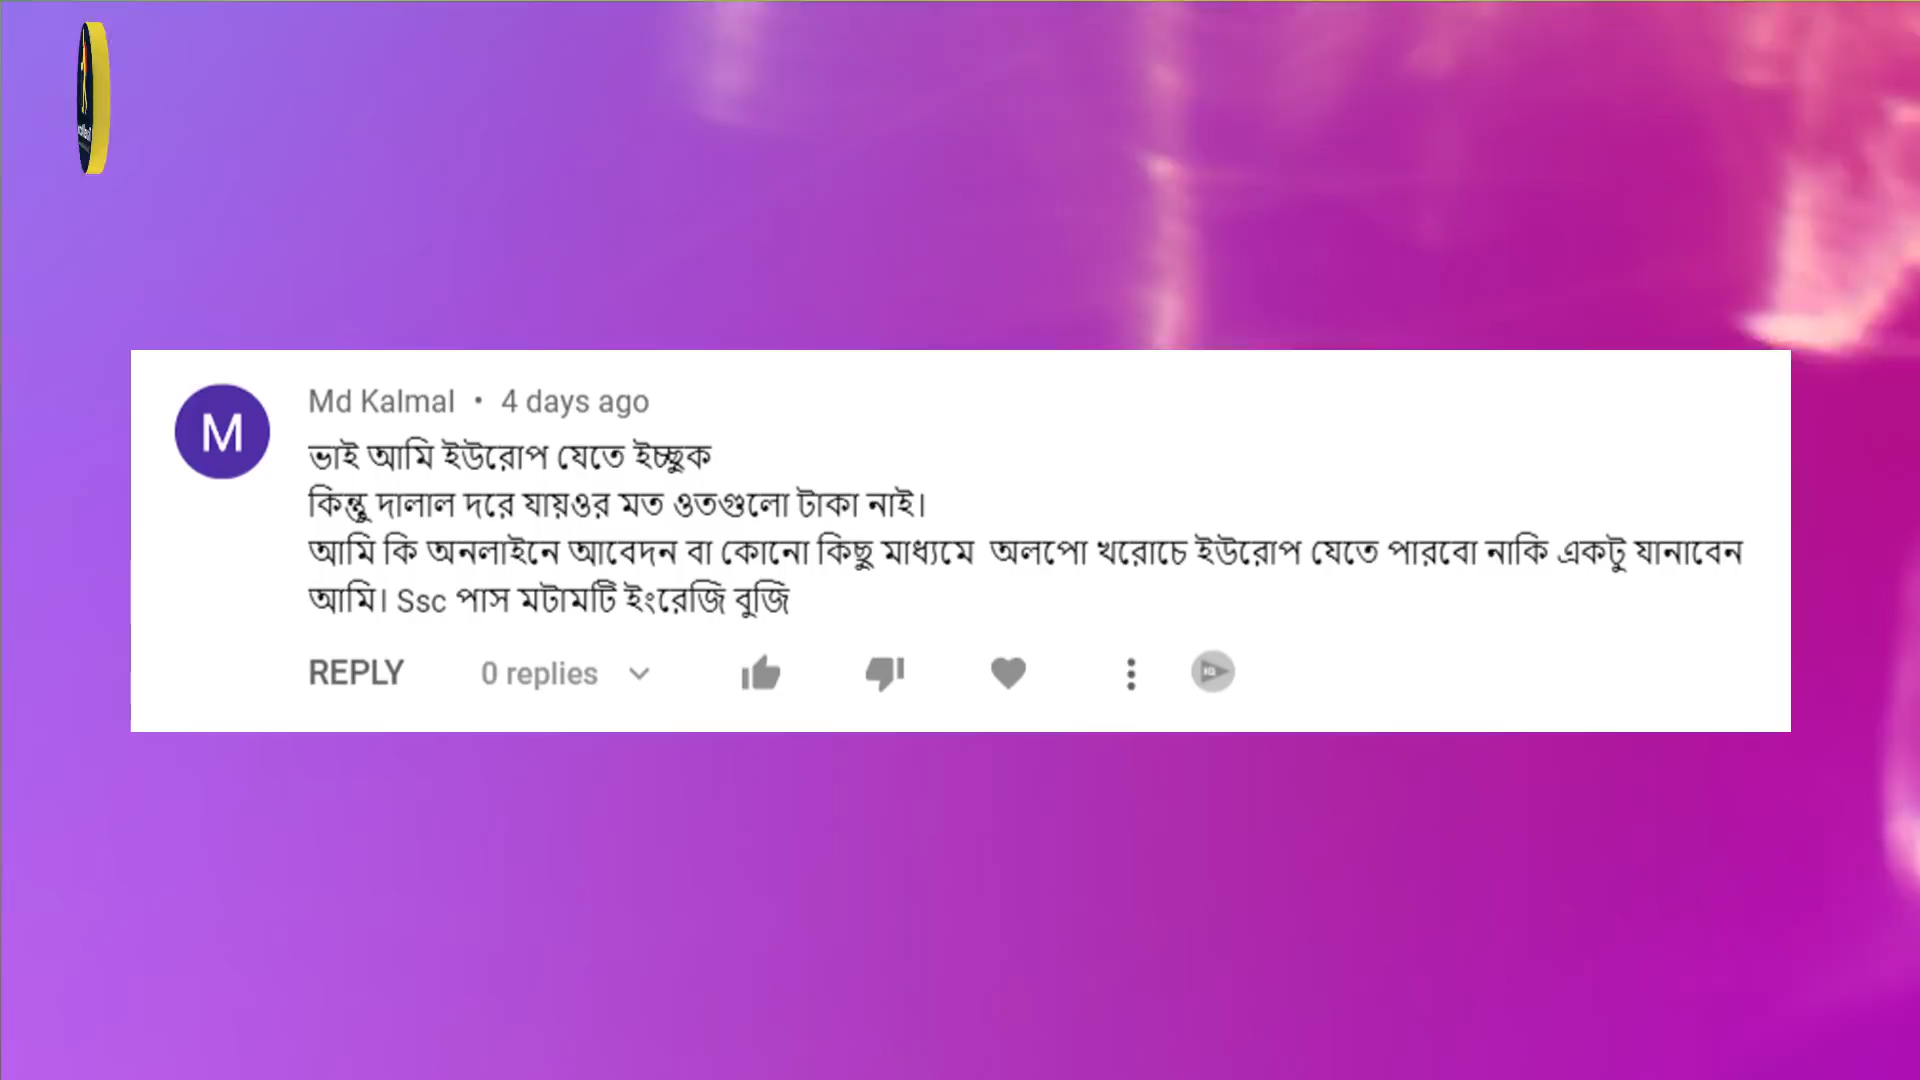 Md Kalmal • 4 days ago
M
ভাই আমি ইউরোপ যেতে ইচ্ছুক
কিন্তু দালাল দরে যায়ওর মত ওতগুলো টাকা নাই।
আমি কি অনলাইনে আবেদন বা কোনো কিছু মাধ্যমে অলপো খরোচে ইউরোপ যেতে পারবো নাকি একটু যানাবেন
আমি। Ssc পাস মটামটি ইংরেজি বুজি
REPLY 0 replies